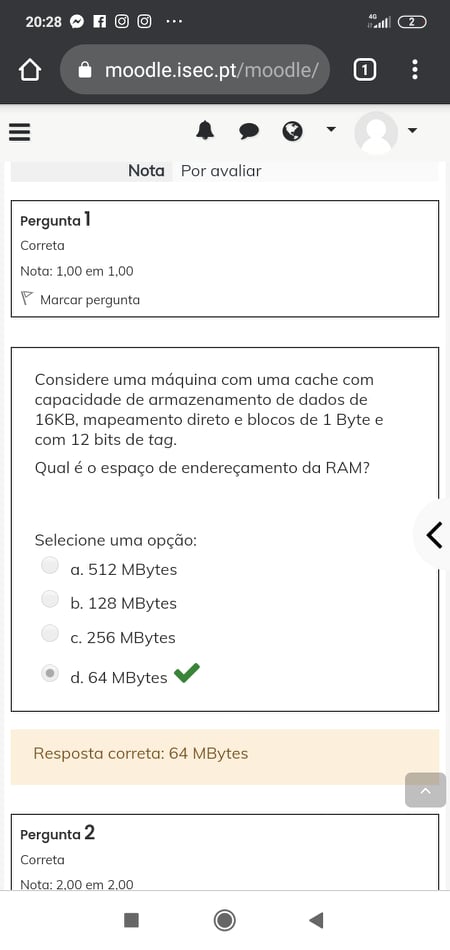 20:28
4G
2
moodle.isec.pt/moodle/
1
Nota Por avaliar
Pergunta 1
Correta
Nota: 1,00 em 1,00
Marcar pergunta
Considere uma máquina com uma cache com
capacidade de armazenamento de dados de
16KB, mapeamento direto e blocos de 1 Byte e
com 12 bits de tag.
Qual é o espaço de endereçamento da RAM?
Selecione uma opção:
a. 512 MBytes
b. 128 MBytes
c. 256 MBytes
d. 64 MBytes
Resposta correta: 64 MBytes
Pergunta 2
Correta
Nota: 2,00 em 2,00